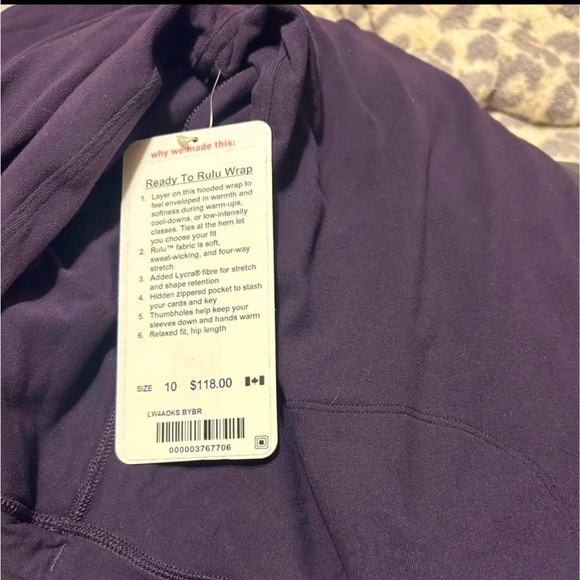 why we made this:
Ready To Rulu Wrap
1. Layer on this hooded wrap to
feel enveloped in warmth and
softness during warm-ups,
cool-downs, or low-intensity
classes. Ties at the hem let
you choose your fit
2. Rulu™ fabric is soft,
sweat-wicking, and four-way
stretch
3. Added Lycra® fibre for stretch
and shape retention
4. Hidden zippered pocket to stash
your cards and key
5. Thumbholes help keep your
sleeves down and hands warm
6. Relaxed fit, hip length
SIZE 10 $118.00
LW4AOKS BYBR
000003767706